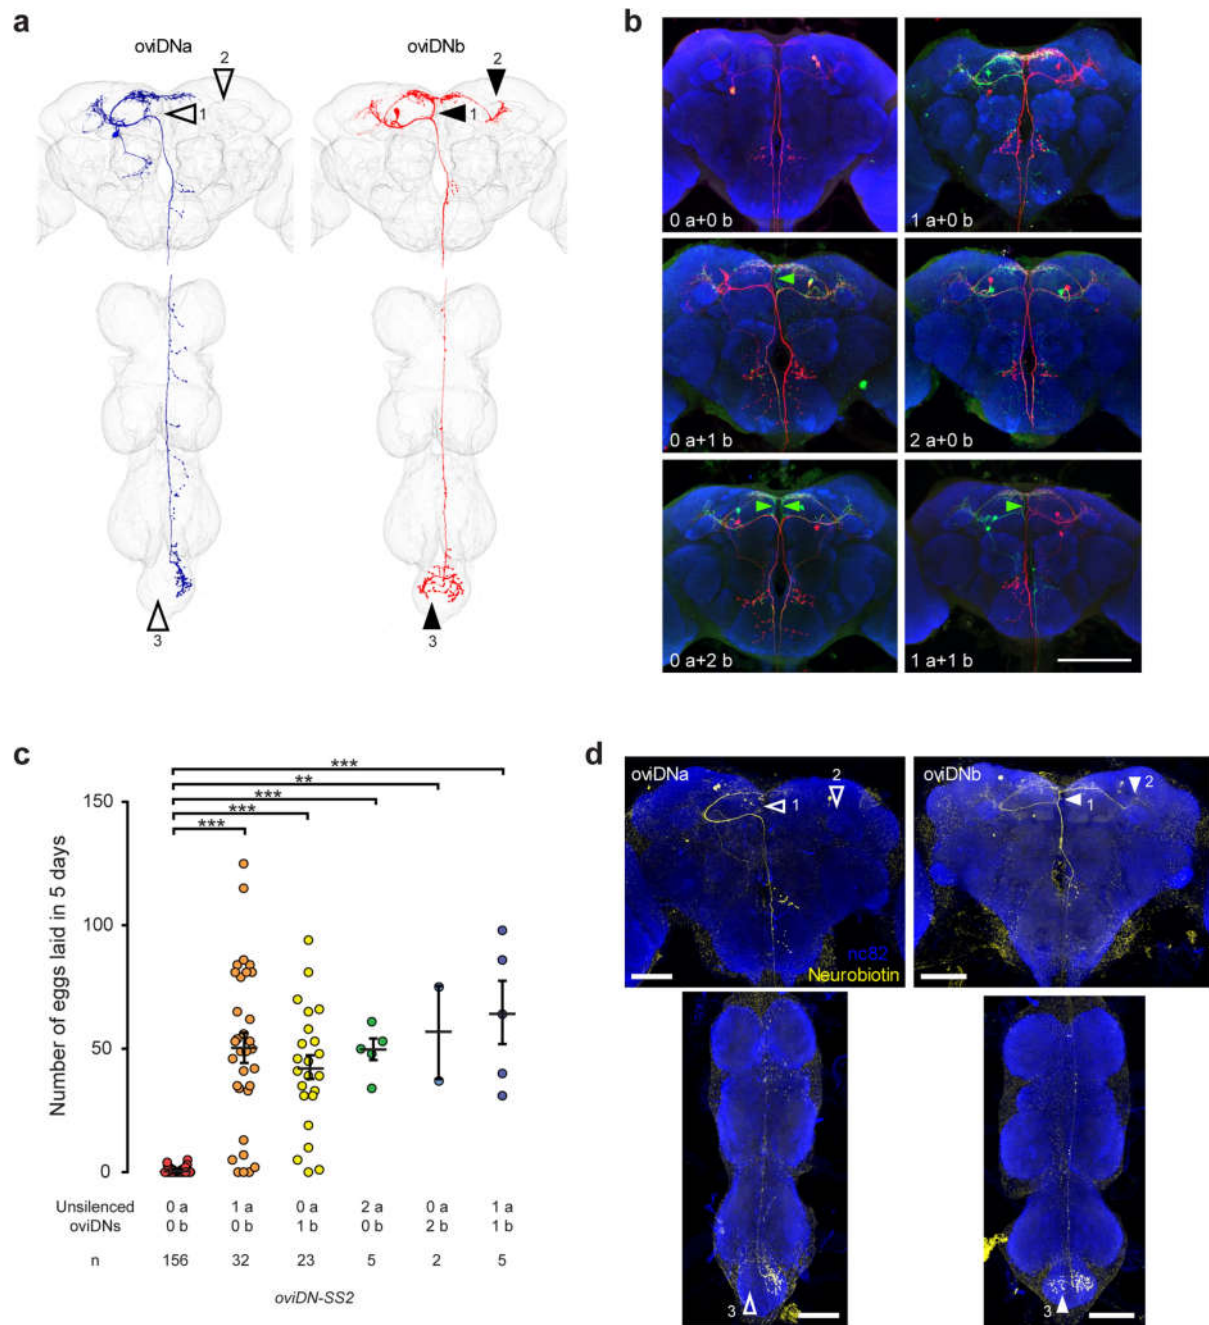 a
oviDNa
oviDNb
2
2
1
1
3
3
b
0 a+0 b
1 a+0 b
0 a+1 b
2 a+0 b
0 a+2 b
1 a+1 b
c
***
**
***
***
***
150
100
50
0
Number of eggs laid in 5 days
Unsilenced 0 a 1 a 0 a 2 a 0 a 1 a
oviDNs 0 b 0 b 1 b 0 b 2 b 1 b
n 156 32 23 5 2 5
oviDN-SS2
d
oviDNa
2
1
oviDNb
2
1
nc82
Neurobiotin
3
3